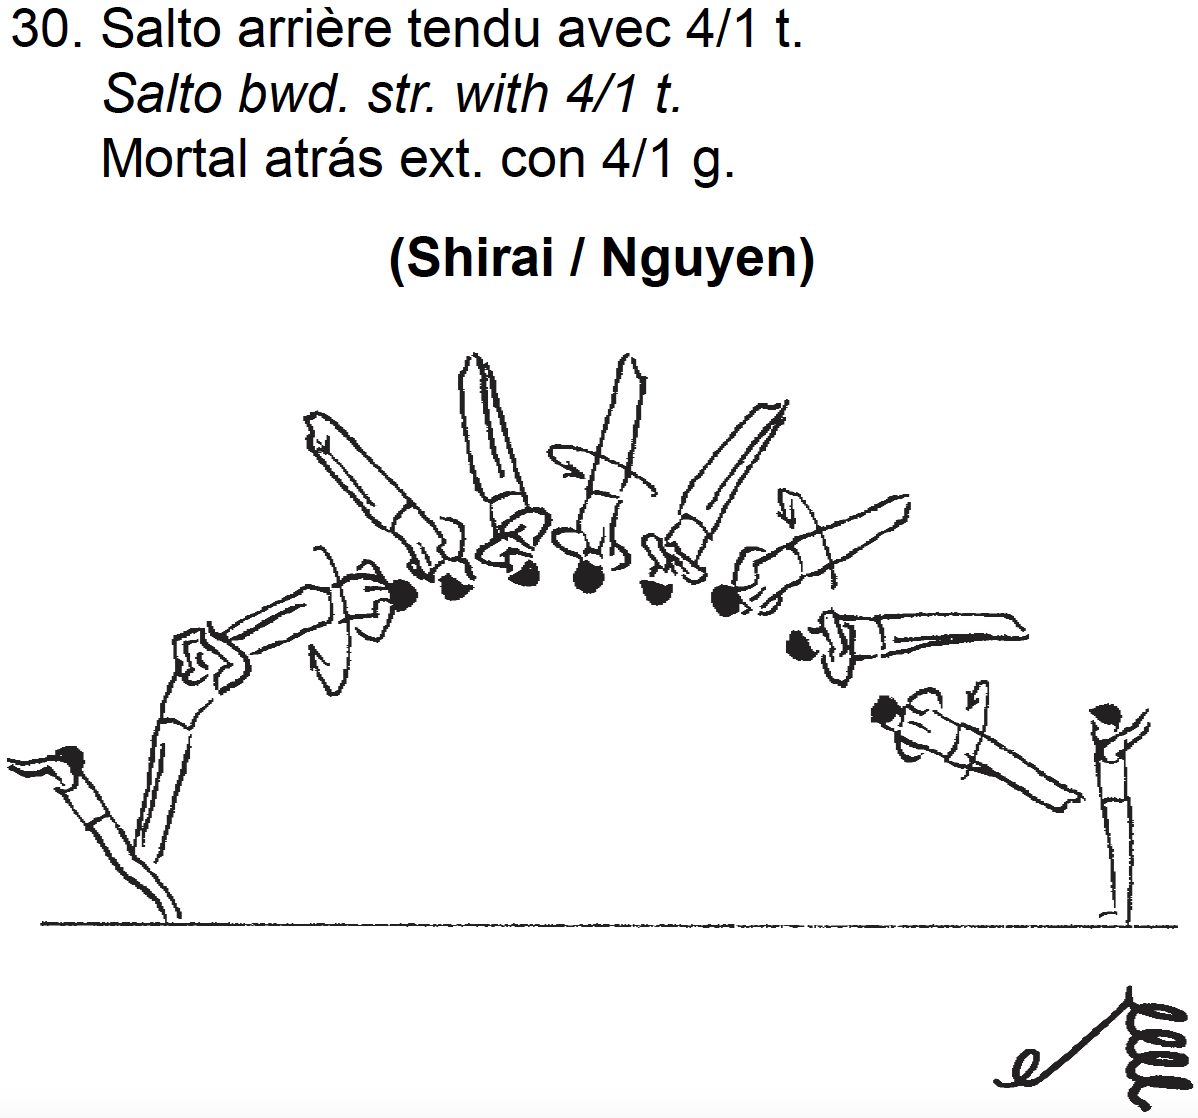 30. Salto arrière tendu avec 4/1 t.
Salto bwd. str. with 4/1 t.
Mortal atrás ext. con 4/1 g.
(Shirai / Nguyen)